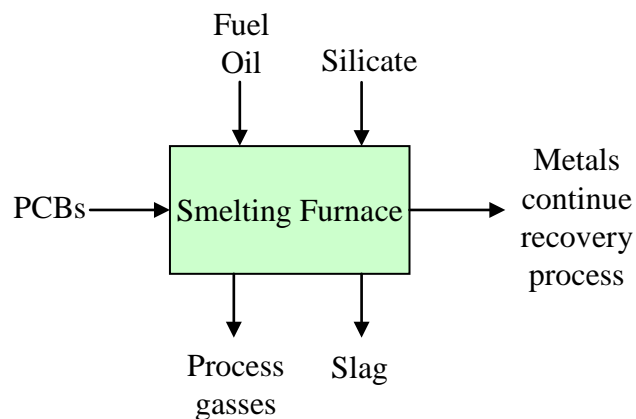 Fuel
Oil
Silicate
PCBs
Smelting Furnace
Metals
continue
recovery
process
Process
gasses
Slag